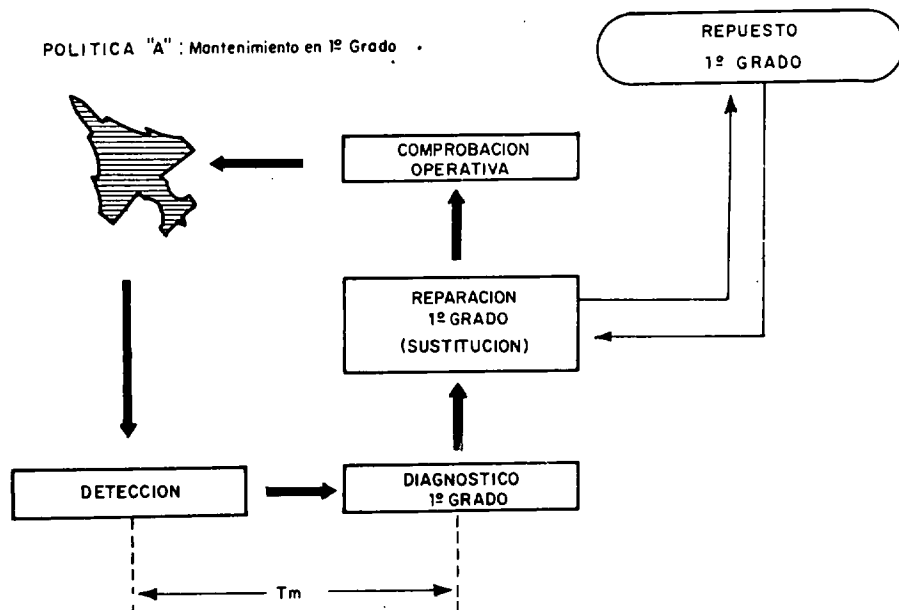 POLITICA "A" : Mantenimiento en 1º Grado
REPUESTO
1º GRADO
COMPROBACION
OPERATIVA
REPARACION
1º GRADO
(SUSTITUCION)
DETECCION
DIAGNOSTICO
1º GRADO
Tm